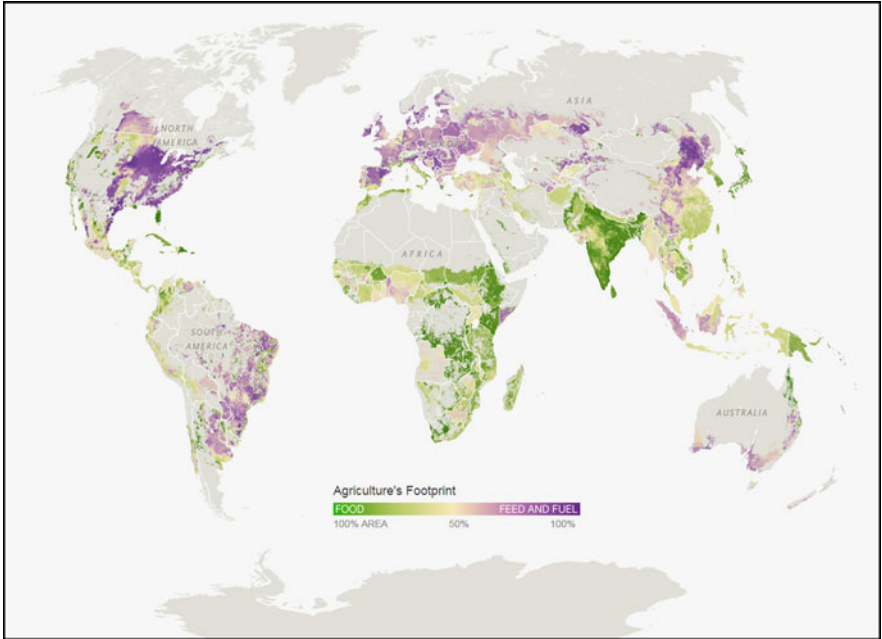 ASIA
NORTH
AMERICA
AFRICA
SOUTH
AMERICA
AUSTRALIA
Agriculture's Footprint
FOOD FEED AND FUEL
100% AREA 50% 100%